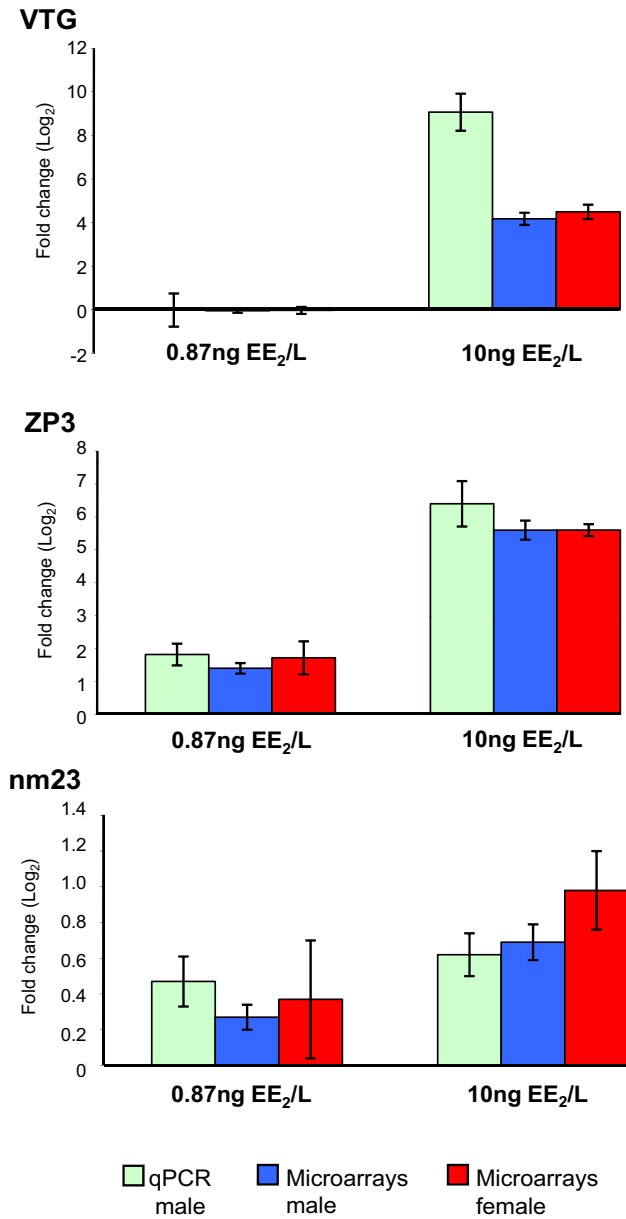 VTG
Fold change (Log₂)
12
10
8
6
4
2
0
-2
0.87ng EE₂/L
10ng EE₂/L
ZP3
Fold change (Log₂)
8
7
6
5
4
3
2
1
0
0.87ng EE₂/L
10ng EE₂/L
nm23
Fold change (Log₂)
1.4
1.2
1.0
0.8
0.6
0.4
0.2
0
0.87ng EE₂/L
10ng EE₂/L
qPCR
male
Microarrays
male
Microarrays
female